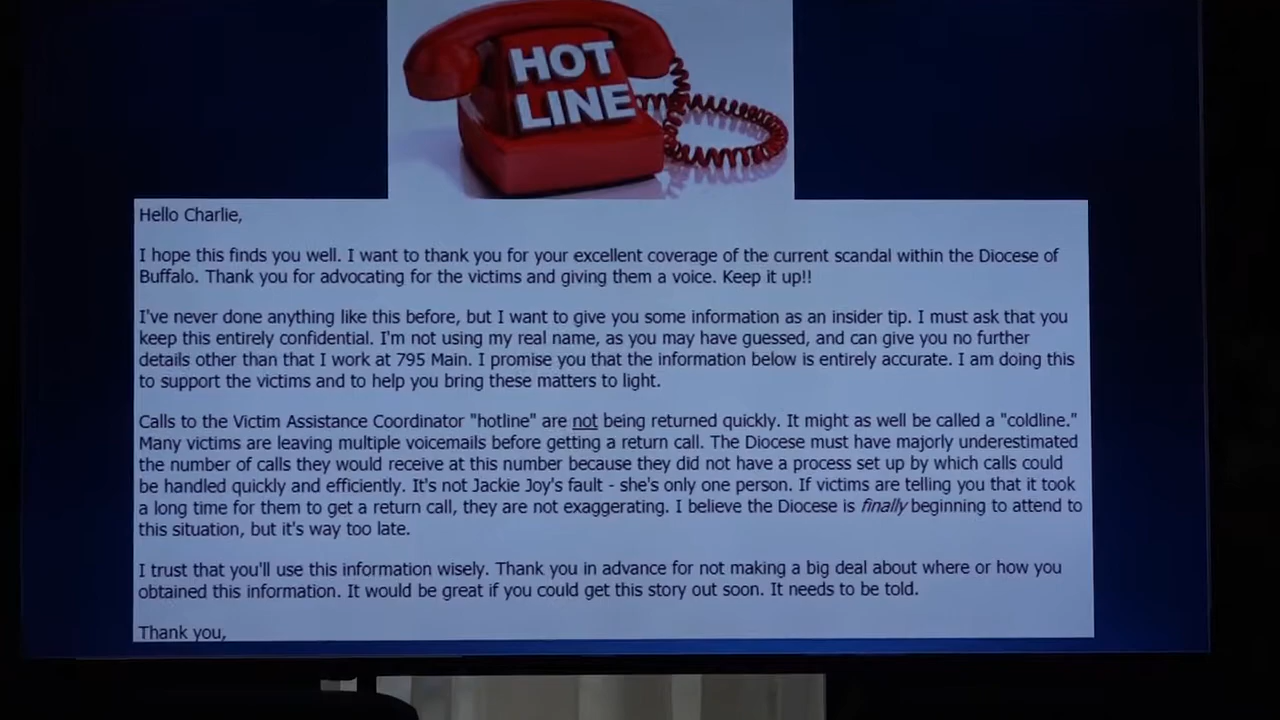 HOT
LINE
Hello Charlie,
I hope this finds you well. I want to thank you for your excellent coverage of the current scandal within the Diocese of
Buffalo. Thank you for advocating for the victims and giving them a voice. Keep it up!!
I've never done anything like this before, but I want to give you some information as an insider tip. I must ask that you
keep this entirely confidential. I'm not using my real name, as you may have guessed, and can give you no further
details other than that I work at 795 Main. I promise you that the information below is entirely accurate. I am doing this
to support the victims and to help you bring these matters to light.
Calls to the Victim Assistance Coordinator "hotline" are not being returned quickly. It might as well be called a "coldline."
Many victims are leaving multiple voicemails before getting a return call. The Diocese must have majorly underestimated
the number of calls they would receive at this number because they did not have a process set up by which calls could
be handled quickly and efficiently. It's not Jackie Joy's fault - she's only one person. If victims are telling you that it took
a long time for them to get a return call, they are not exaggerating. I believe the Diocese is finally beginning to attend to
this situation, but it's way too late.
I trust that you'll use this information wisely. Thank you in advance for not making a big deal about where or how you
obtained this information. It would be great if you could get this story out soon. It needs to be told.
Thank you,